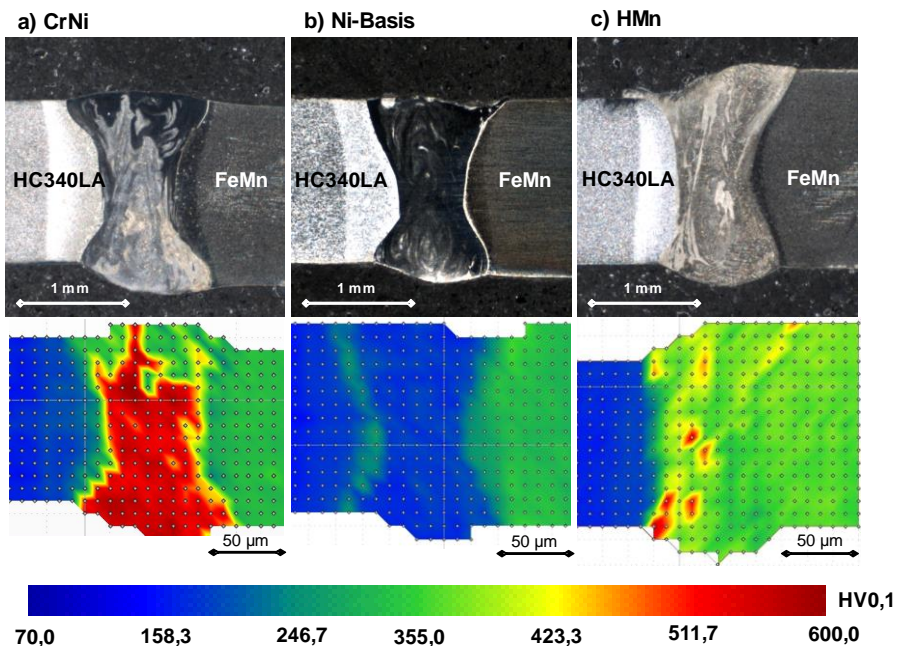 a) CrNi
b) Ni-Basis
c) HMn
HC340LA
FeMn
HC340LA
FeMn
HC340LA
FeMn
1 mm
1 mm
1 mm
50 µm
50 µm
50 µm
HV0,1
70,0
158,3
246,7
355,0
423,3
511,7
600,0